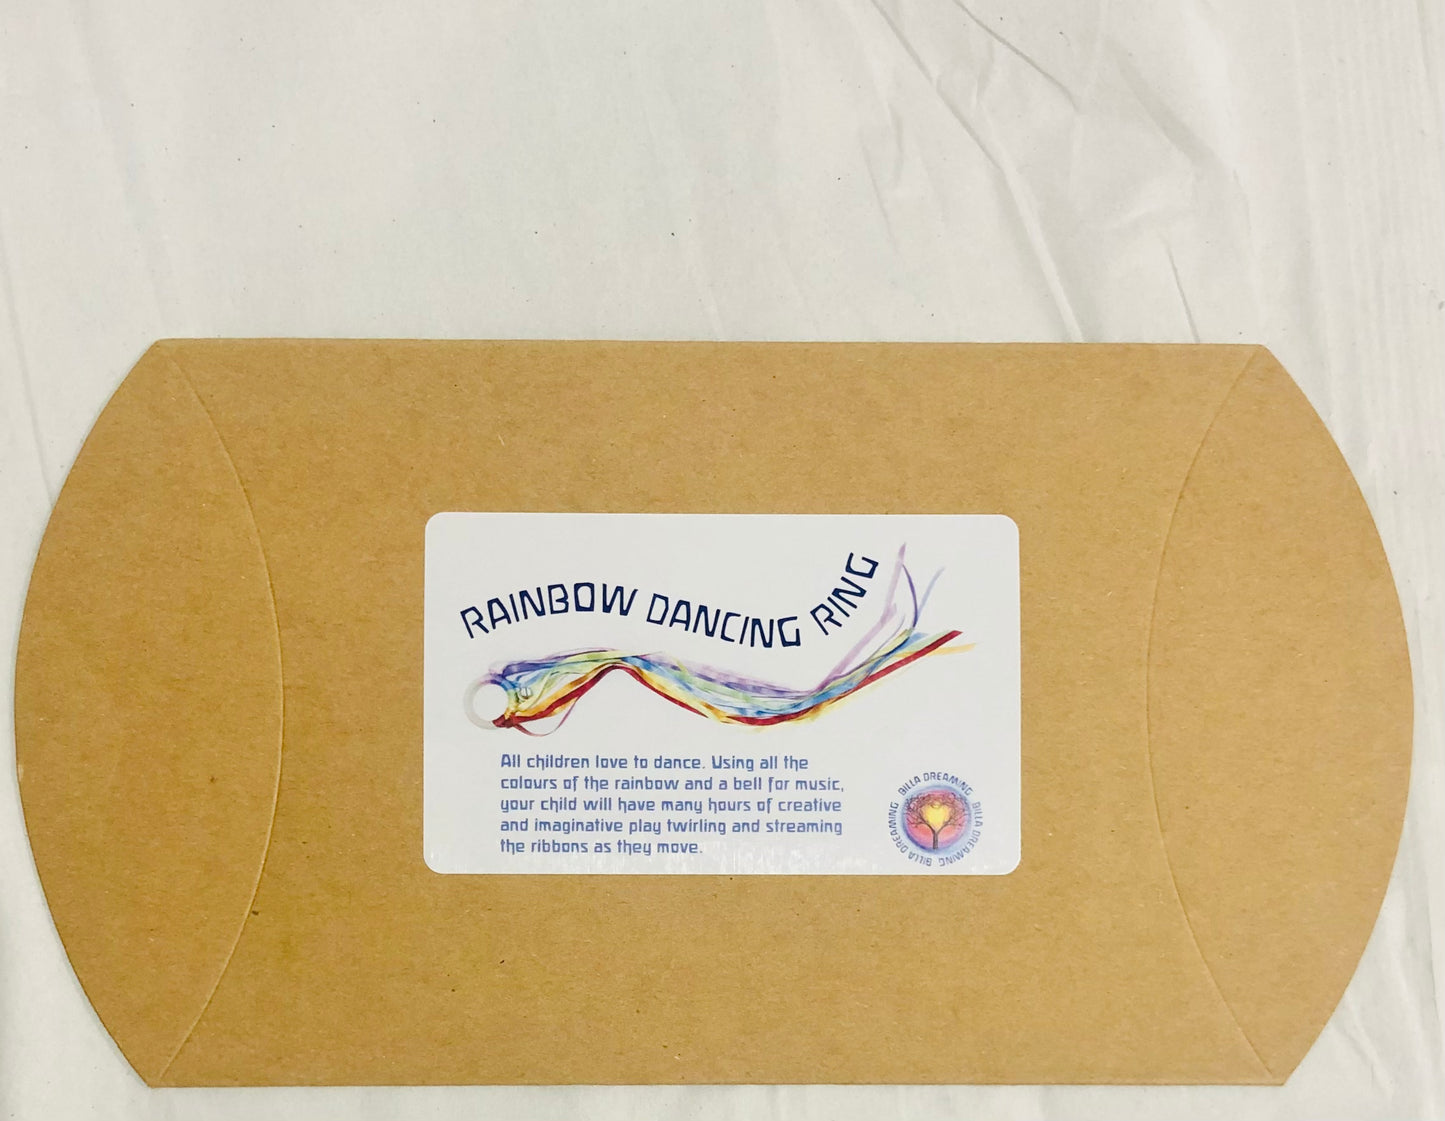 RAINBOW DANCING RING
All children love to dance. Using all the
colours of the rainbow and a bell for music,
your child will have many hours of creative
and imaginative play twirling and streaming
the ribbons as they move.
BILLA DREAMING BILLA DREAMING BILLA DREAMING